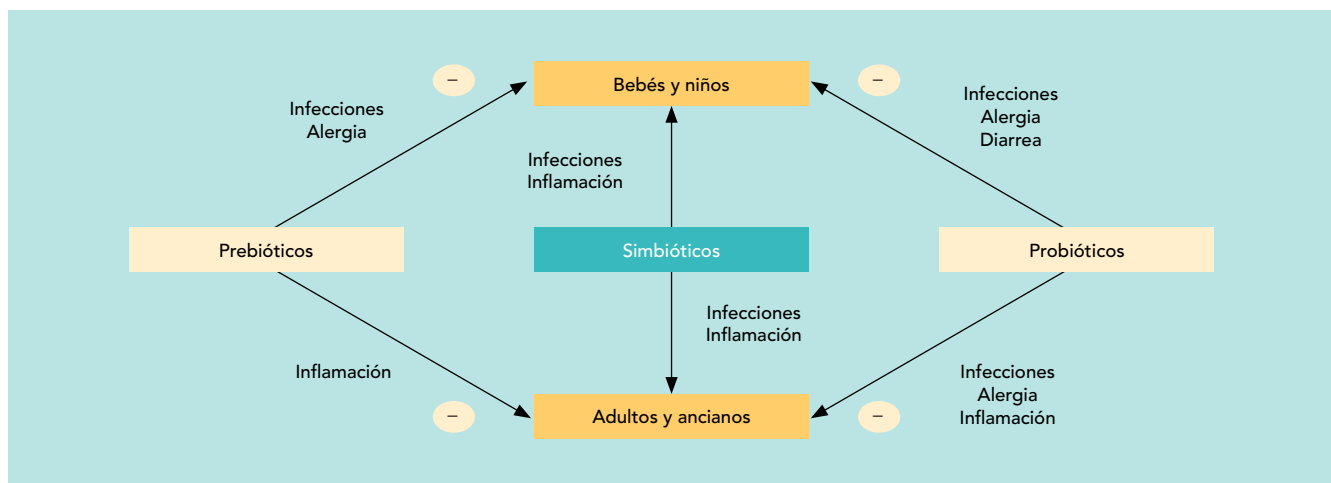 –
Bebés y niños
–
Infecciones
Alergia
Infecciones
Alergia
Diarrea
Infecciones
Inflamación
Prebióticos
Simbióticos
Probióticos
Infecciones
Inflamación
Inflamación
Infecciones
Alergia
Inflamación
–
Adultos y ancianos
–